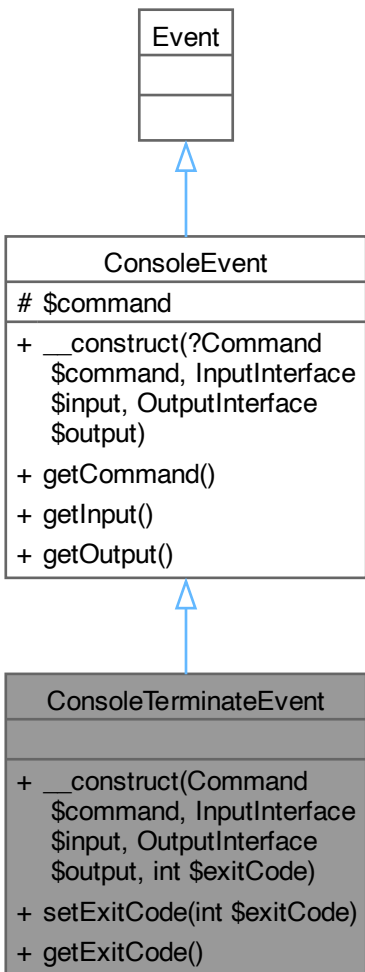 Event
ConsoleEvent
# $command
+ __construct(?Command
$command, InputInterface
$input, OutputInterface
$output)
+ getCommand()
+ getInput()
+ getOutput()
ConsoleTerminateEvent
+ __construct(Command
$command, InputInterface
$input, OutputInterface
$output, int $exitCode)
+ setExitCode(int $exitCode)
+ getExitCode()